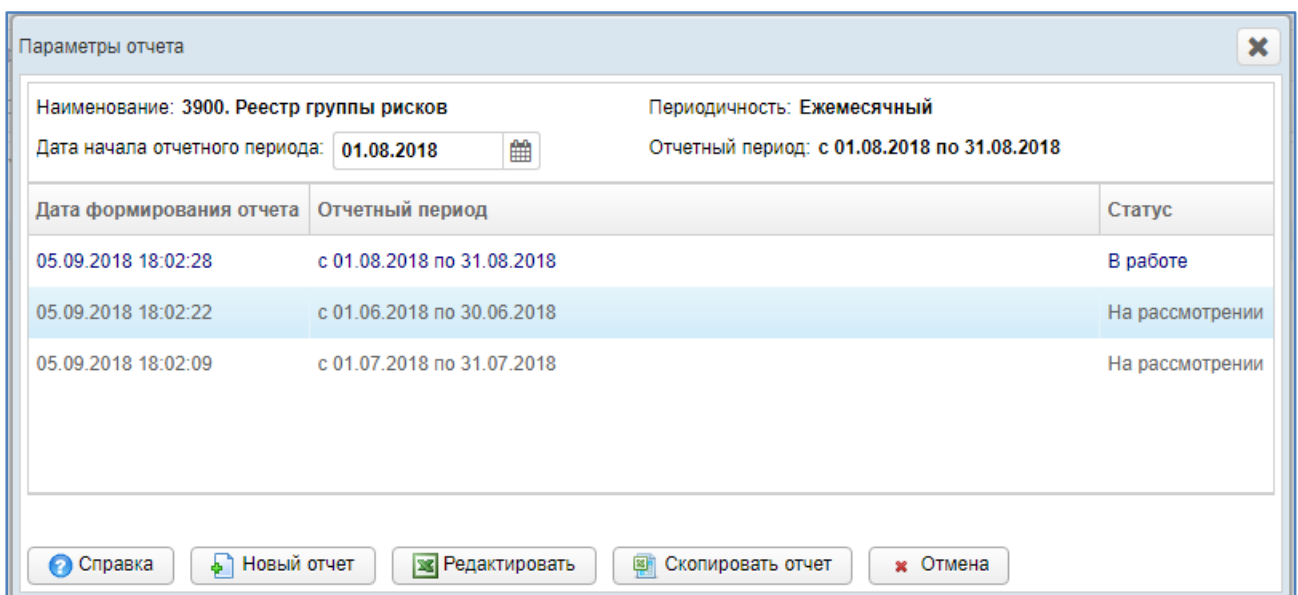 Параметры отчета
Наименование: 3900. Реестр группы рисков Периодичность: Ежемесячный
Дата начала отчетного периода: 01.08.2018 Отчетный период: с 01.08.2018 по 31.08.2018
Дата формирования отчета Отчетный период Статус
05.09.2018 18:02:28 с 01.08.2018 по 31.08.2018 В работе
05.09.2018 18:02:22 с 01.06.2018 по 30.06.2018 На рассмотрении
05.09.2018 18:02:09 с 01.07.2018 по 31.07.2018 На рассмотрении
Справка Новый отчет Редактировать Скопировать отчет Отмена